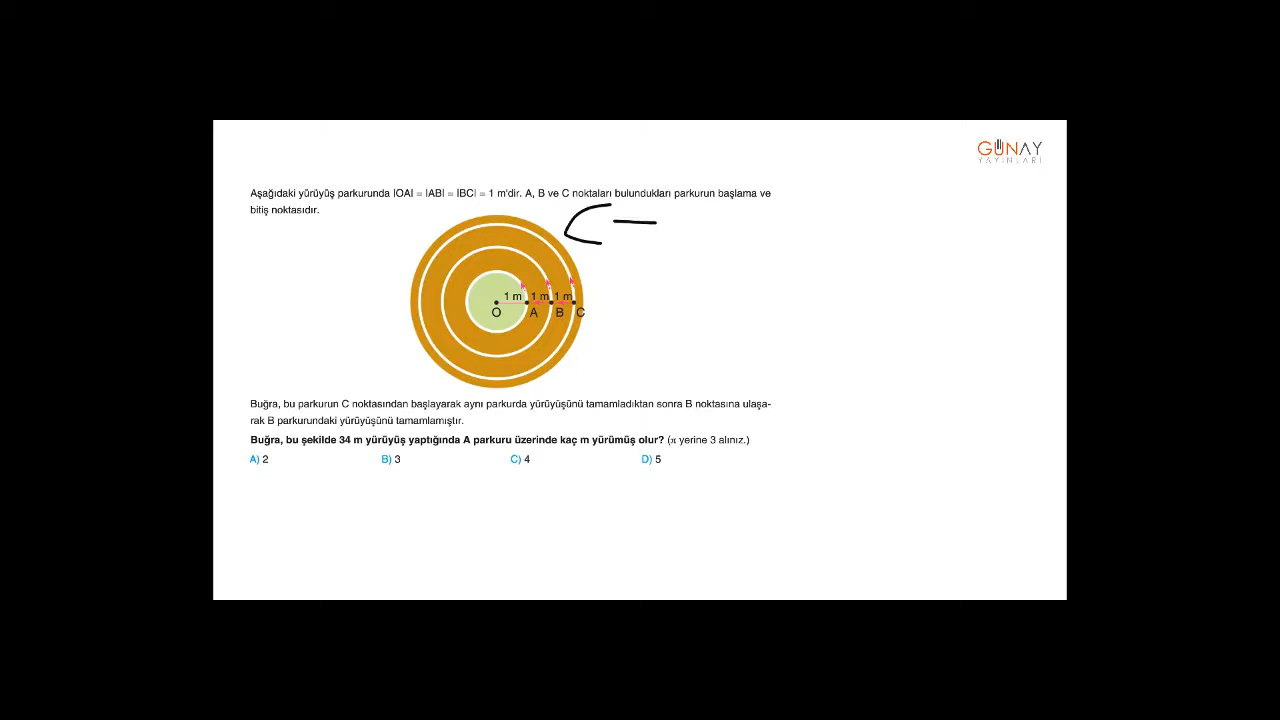 GÜNAY
YAYINLARI
Aşağıdaki yürüyüş parkurunda |OA| = |AB| = |BC| = 1 m'dir. A, B ve C noktaları bulundukları parkurun başlama ve
bitiş noktasıdır.
1 m 1 m 1 m
O A B C
Buğra, bu parkurun C noktasından başlayarak aynı parkurda yürüyüşünü tamamladıktan sonra B noktasına ulaşa-
rak B parkurundaki yürüyüşünü tamamlamıştır.
Buğra, bu şekilde 34 m yürüyüş yaptığında A parkuru üzerinde kaç m yürümüş olur? (π yerine 3 alınız.)
A) 2 B) 3 C) 4 D) 5